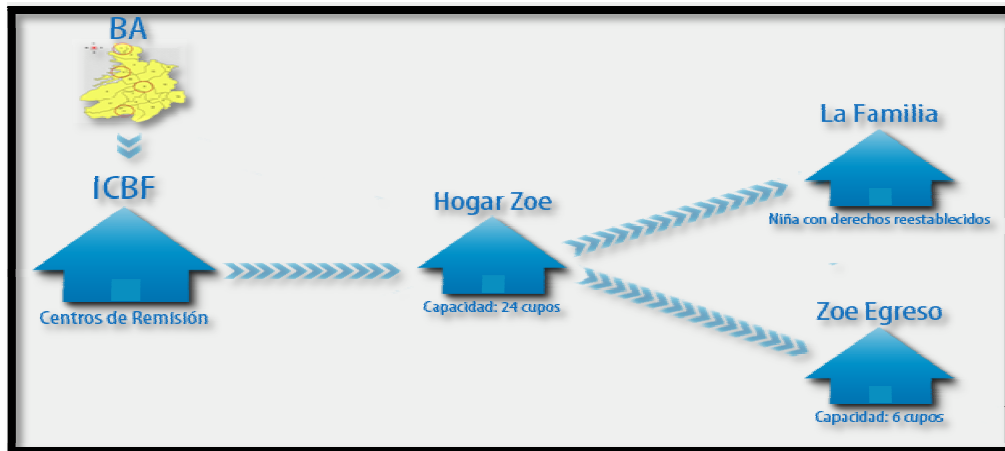 BA
ICBF
Centros de Remisión
Hogar Zoe
Capacidad: 24 cupos
La Familia
Niña con derechos reestablecidos
Zoe Egreso
Capacidad: 6 cupos